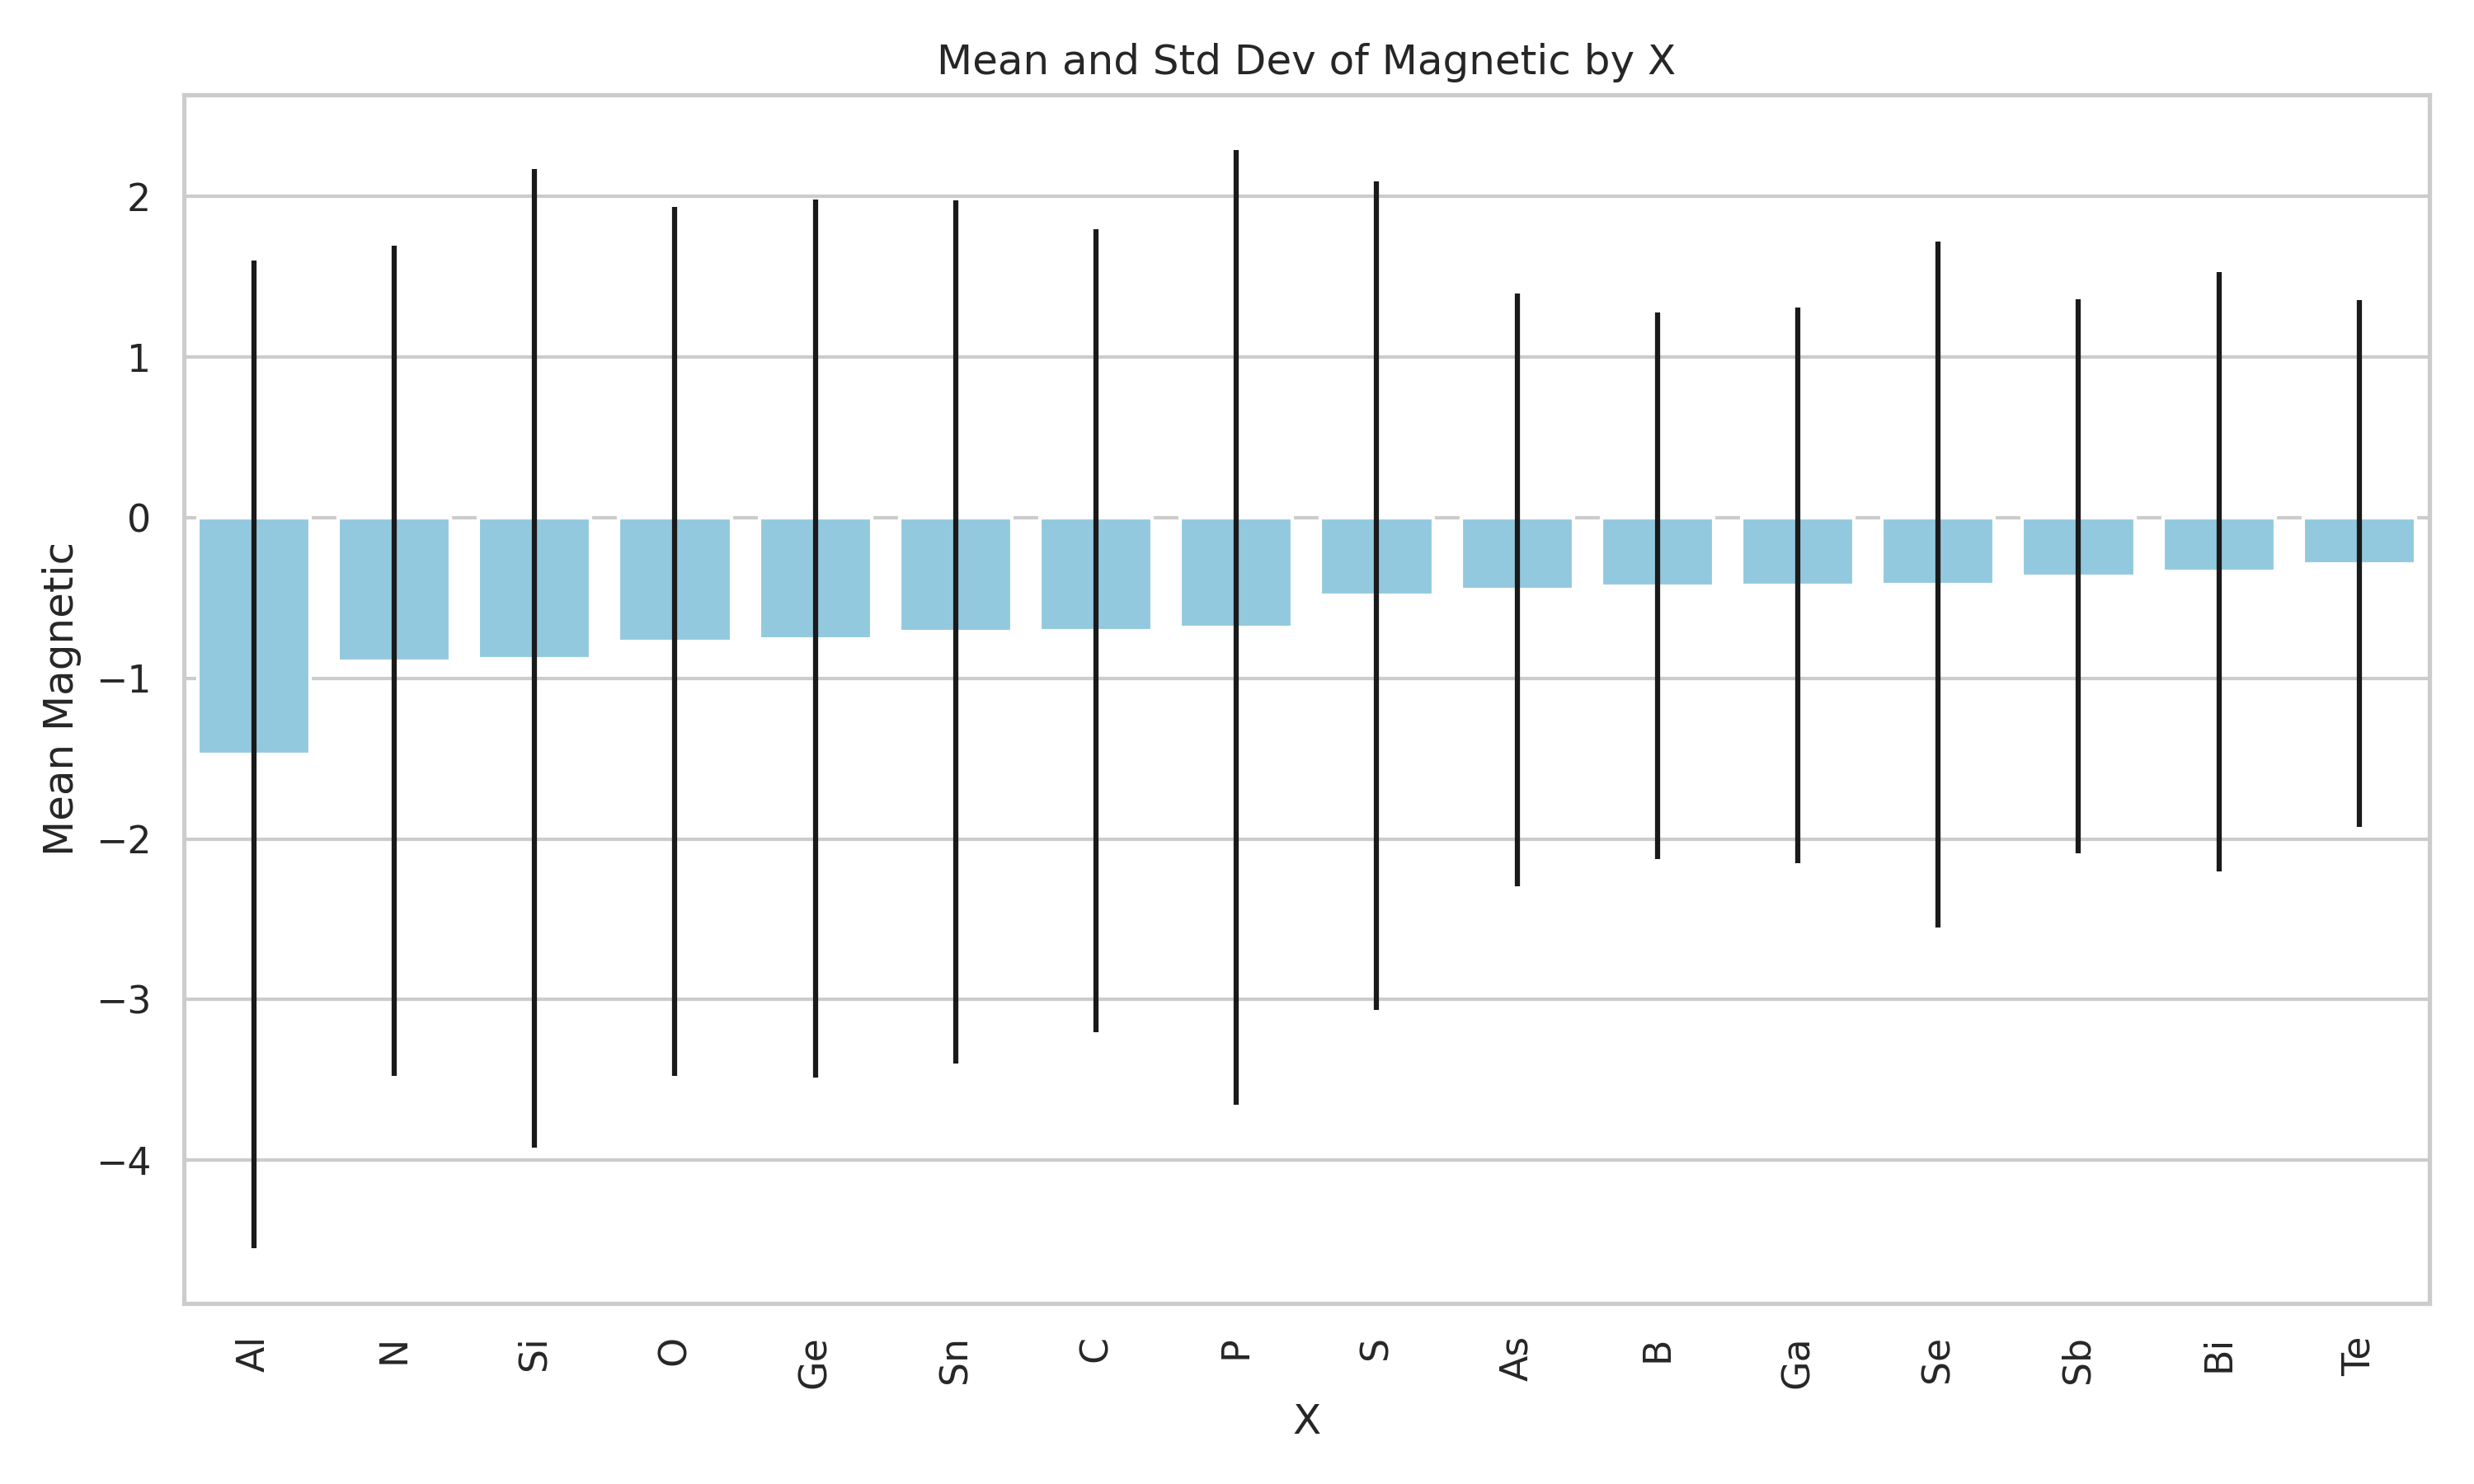 Mean and Std Dev of Magnetic by X
Mean Magnetic
2
1
0
−1
−2
−3
−4
Al
N
Si
O
Ge
Sn
C
P
S
As
B
Ga
Se
Sb
Bi
Te
X